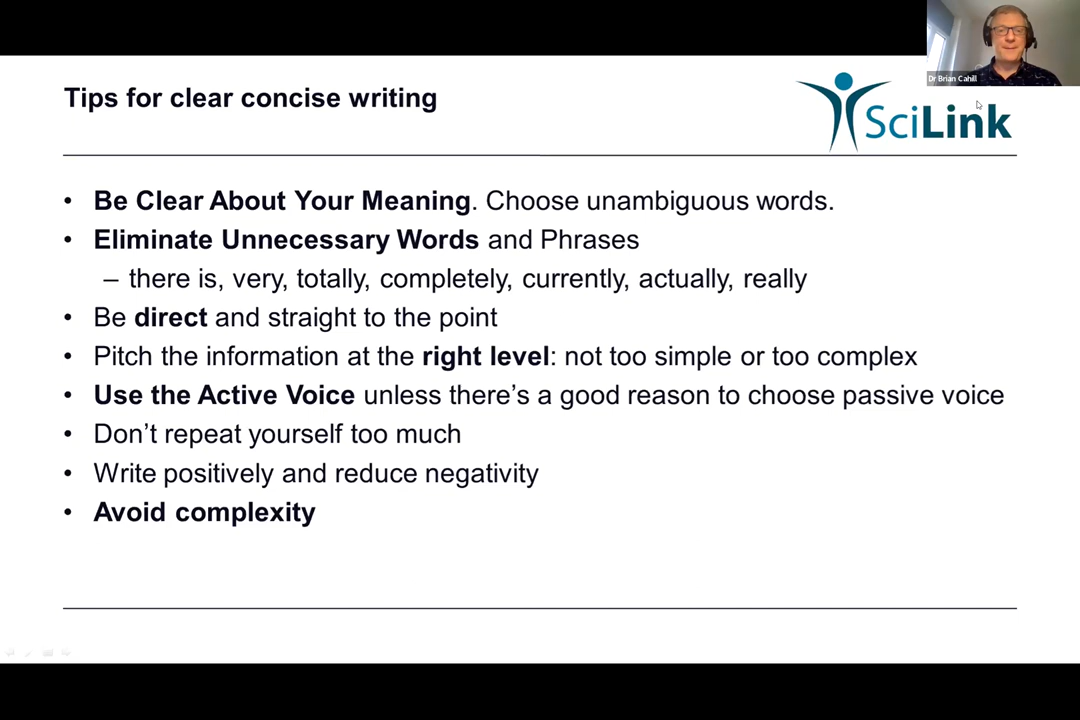 Dr Brian Cahill
Tips for clear concise writing
SciLink
• Be Clear About Your Meaning. Choose unambiguous words.
• Eliminate Unnecessary Words and Phrases
– there is, very, totally, completely, currently, actually, really
• Be direct and straight to the point
• Pitch the information at the right level: not too simple or too complex
• Use the Active Voice unless there’s a good reason to choose passive voice
• Don’t repeat yourself too much
• Write positively and reduce negativity
• Avoid complexity